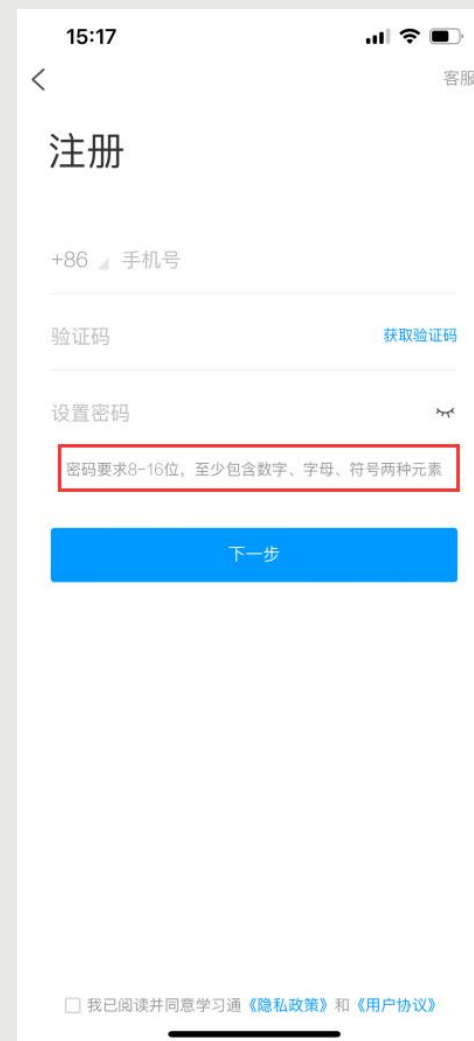 15:17
客服
注册
+86 手机号
验证码 获取验证码
设置密码
密码要求8-16位，至少包含数字、字母、符号两种元素
下一步
我已阅读并同意学习通《隐私政策》和《用户协议》